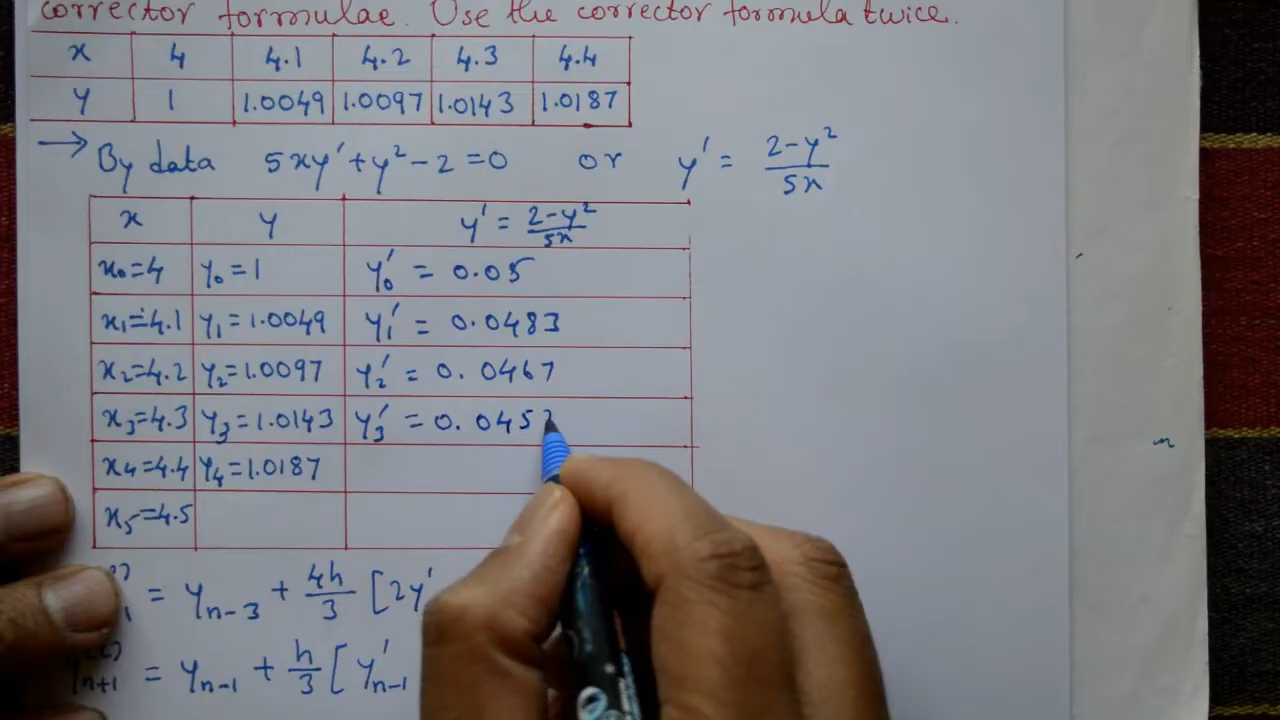 corrector formulae. Use the corrector formula twice.
x 4 4.1 4.2 4.3 4.4
y 1 1.0049 1.0097 1.0143 1.0187
→ By data 5xy' + y² - 2 = 0 or y' = (2-y²)/5x
x y y' = (2-y²)/5x
x₀=4 y₀=1 y₀' = 0.05
x₁=4.1 y₁=1.0049 y₁' = 0.0483
x₂=4.2 y₂=1.0097 y₂' = 0.0467
x₃=4.3 y₃=1.0143 y₃' = 0.045
x₄=4.4 y₄=1.0187
x₅=4.5
= yₙ₋₃ + 4h/3 [2y'
n+1 = yₙ₋₁ + h/3 [y'ₙ₋₁